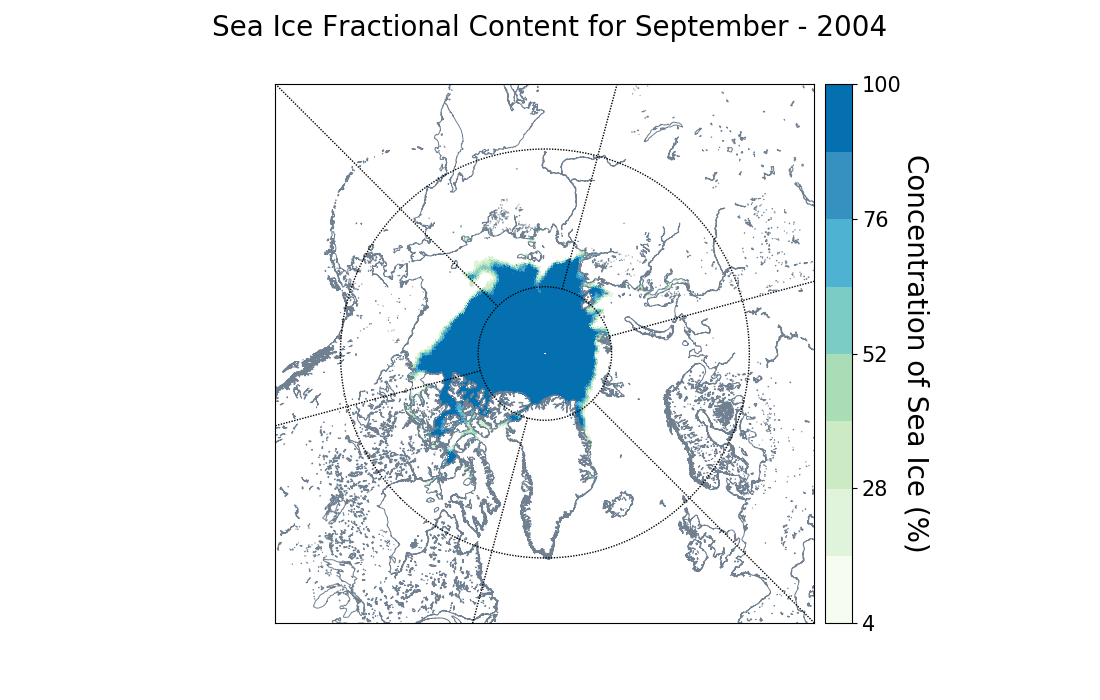 Sea Ice Fractional Content for September - 2004
100
76
52
28
4
Concentration of Sea Ice (%)